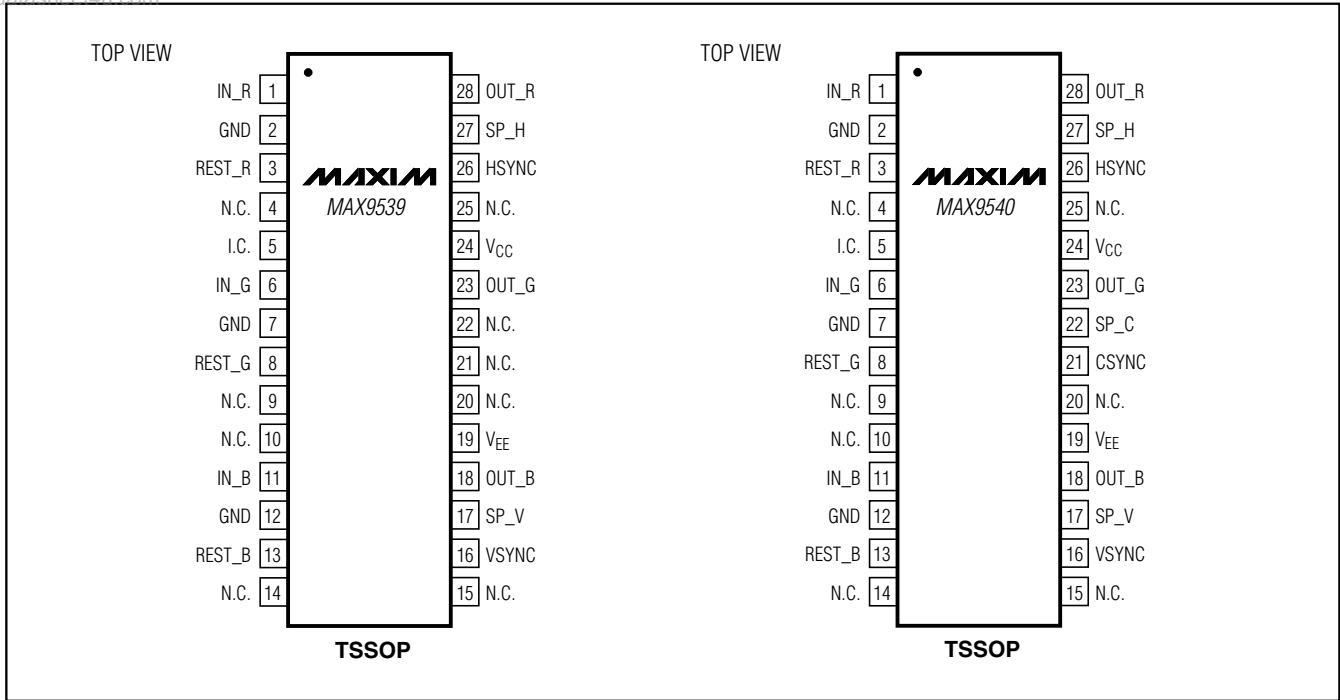 TOP VIEW
IN_R 1
GND 2
REST_R 3
N.C. 4
I.C. 5
IN_G 6
GND 7
REST_G 8
N.C. 9
N.C. 10
IN_B 11
GND 12
REST_B 13
N.C. 14
MAXIM
MAX9539
28 OUT_R
27 SP_H
26 HSYNC
25 N.C.
24 VCC
23 OUT_G
22 N.C.
21 N.C.
20 N.C.
19 VEE
18 OUT_B
17 SP_V
16 VSYNC
15 N.C.
TSSOP
TOP VIEW
IN_R 1
GND 2
REST_R 3
N.C. 4
I.C. 5
IN_G 6
GND 7
REST_G 8
N.C. 9
N.C. 10
IN_B 11
GND 12
REST_B 13
N.C. 14
MAXIM
MAX9540
28 OUT_R
27 SP_H
26 HSYNC
25 N.C.
24 VCC
23 OUT_G
22 SP_C
21 CSYNC
20 N.C.
19 VEE
18 OUT_B
17 SP_V
16 VSYNC
15 N.C.
TSSOP